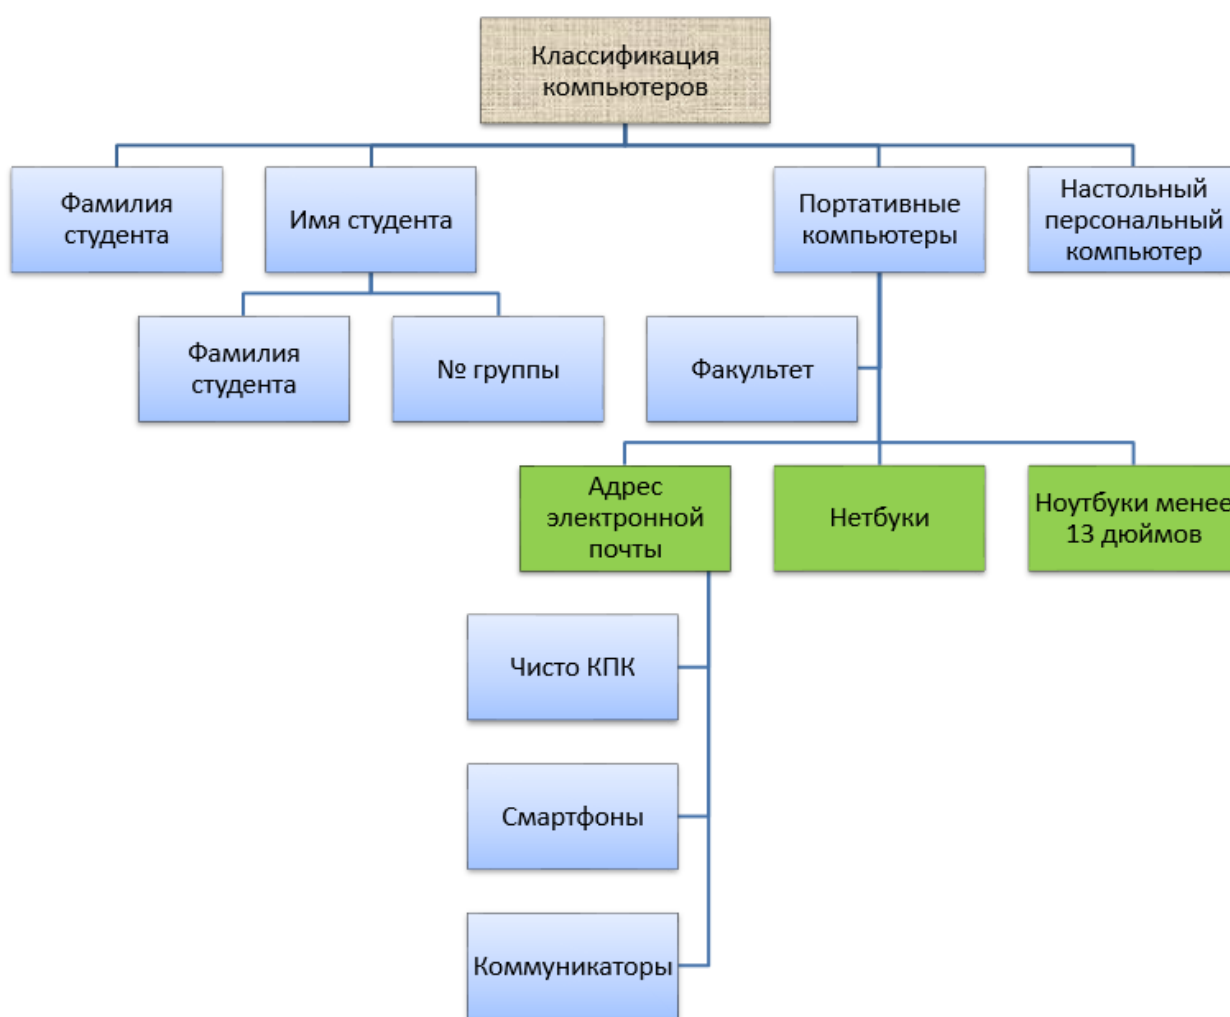 Классификация
компьютеров
Фамилия
студента
Имя студента
Портативные
компьютеры
Настольный
персональный
компьютер
Фамилия
студента
№ группы
Факультет
Адрес
электронной
почты
Нетбуки
Ноутбуки менее
13 дюймов
Чисто КПК
Смартфоны
Коммуникаторы